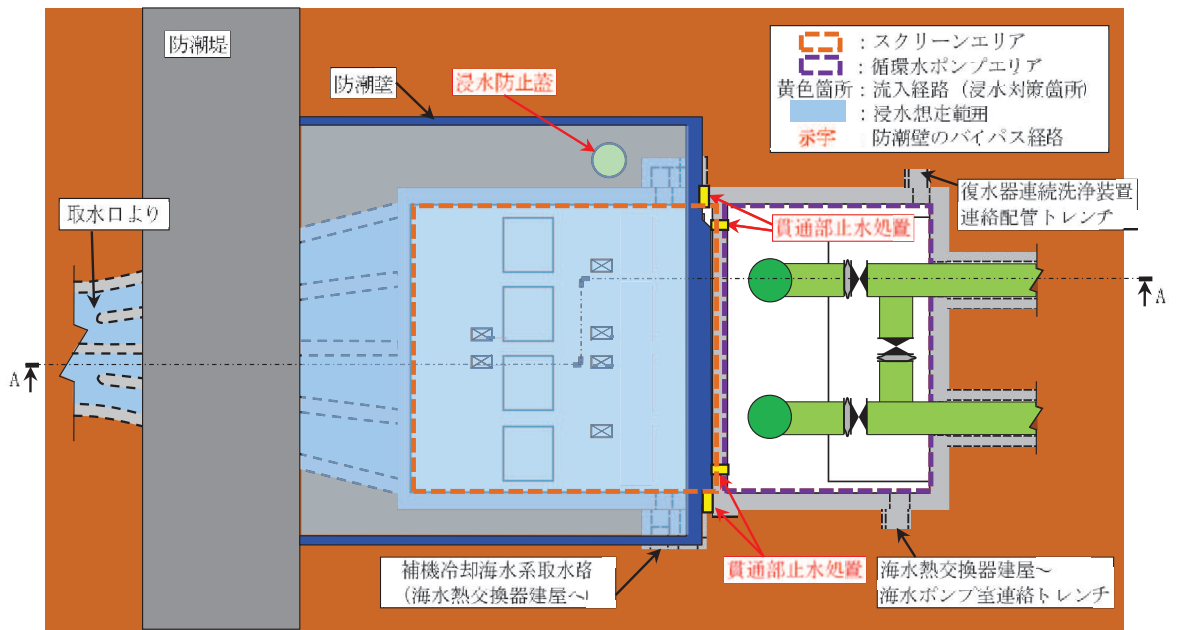 防潮堤
防潮壁
浸水防止蓋
：スクリーンエリア
：循環水ポンプエリア
黄色箇所：流入経路（浸水対策箇所）
：浸水想定範囲
赤字　防潮壁のバイパス経路
取水口より
復水器連続洗浄装置
連絡配管トレンチ
貫通部止水処置
A
A
補機冷却海水系取水路
（海水熱交換器建屋へ）
貫通部止水処置
海水熱交換器建屋～
海水ポンプ室連絡トレンチ